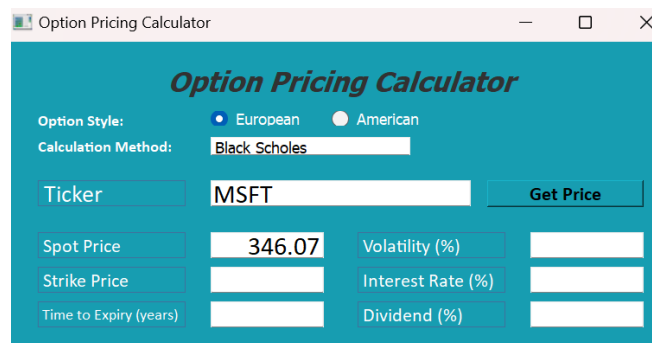 Option Pricing Calculator
Option Pricing Calculator
Option Style: European American
Calculation Method: Black Scholes
Ticker MSFT Get Price
Spot Price 346.07 Volatility (%)
Strike Price Interest Rate (%)
Time to Expiry (years) Dividend (%)